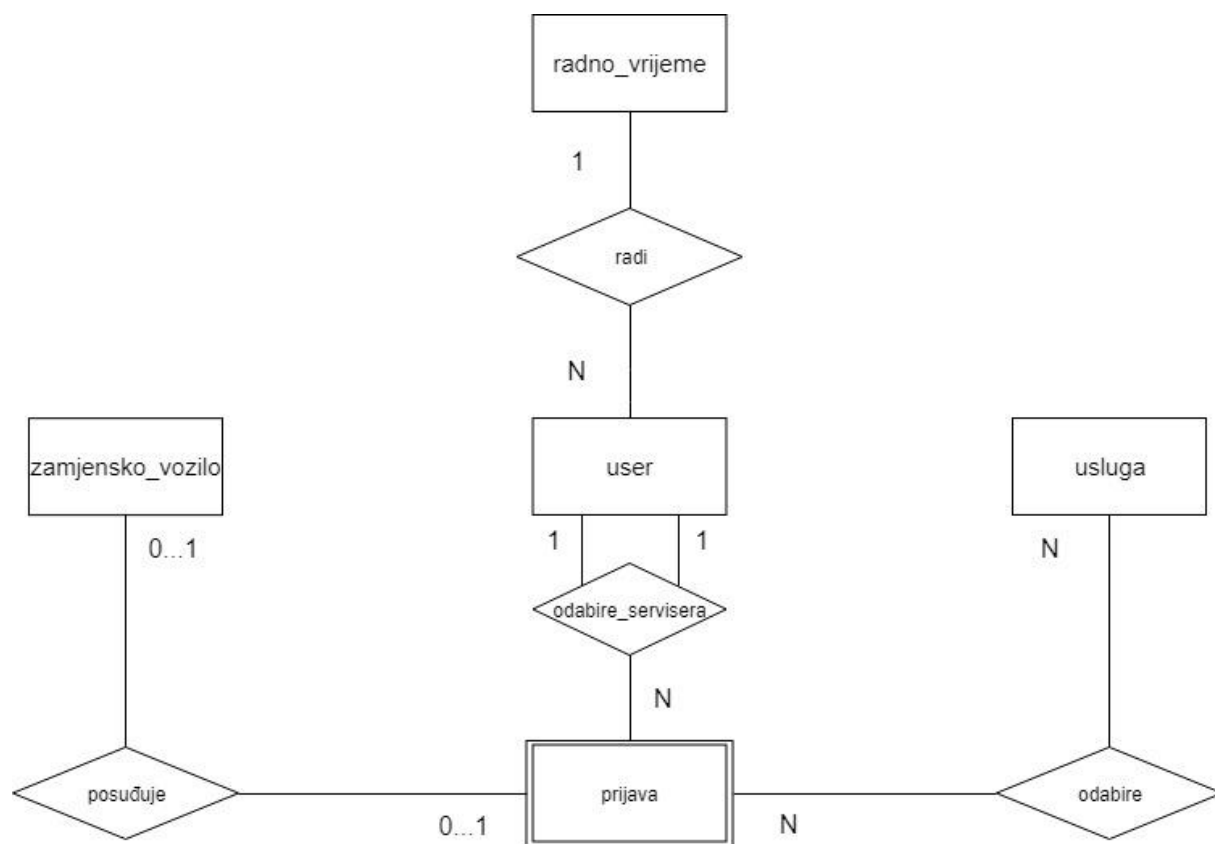 radno_vrijeme
1
radi
N
zamjensko_vozilo
user
usluga
0...1
1
1
N
odabire_servisera
N
posuđuje
prijava
odabire
0...1
N